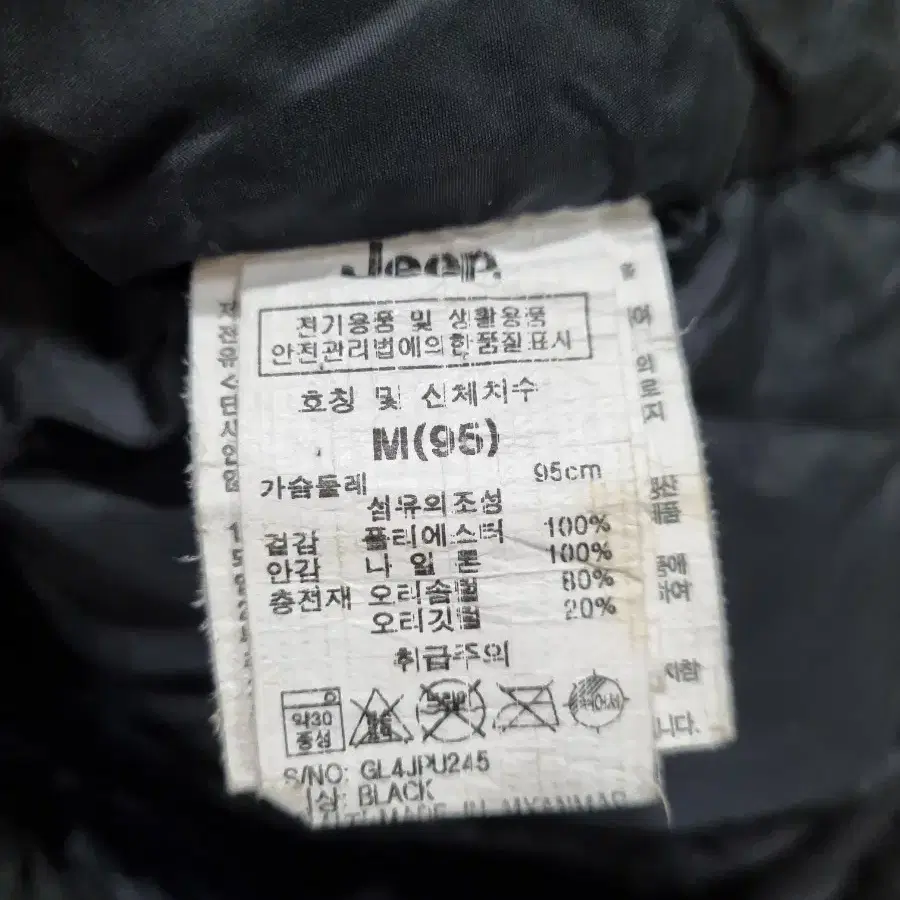 Jeep.
전기용품 및 생활용품
안전관리법에의한품질표시
호칭 및 신체치수
M(95)
가슴둘레 95cm
섬유의조성
겉감 폴리에스터 100%
안감 나일론 100%
충전재 오리솜털 80%
오리깃털 20%
취급주의
약30
중성
S/NO: GL4JPU245
상: BLACK
MADE IN MYANMAR